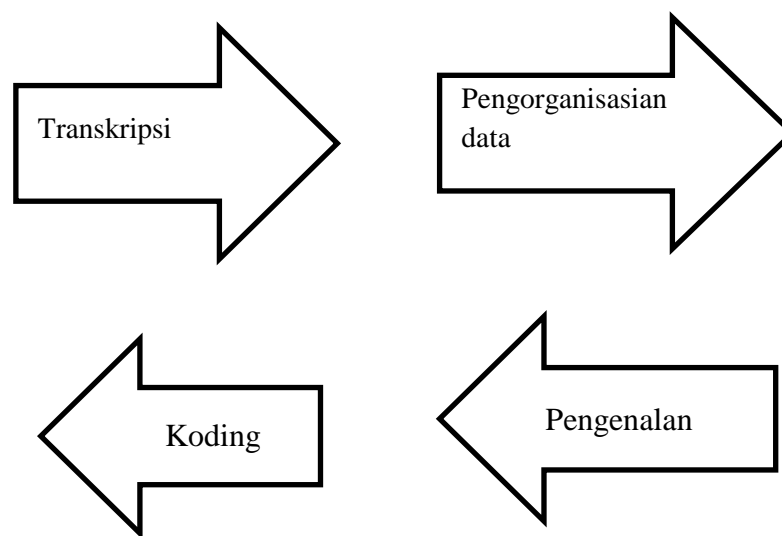 Transkripsi
Pengorganisasian
data
Koding
Pengenalan